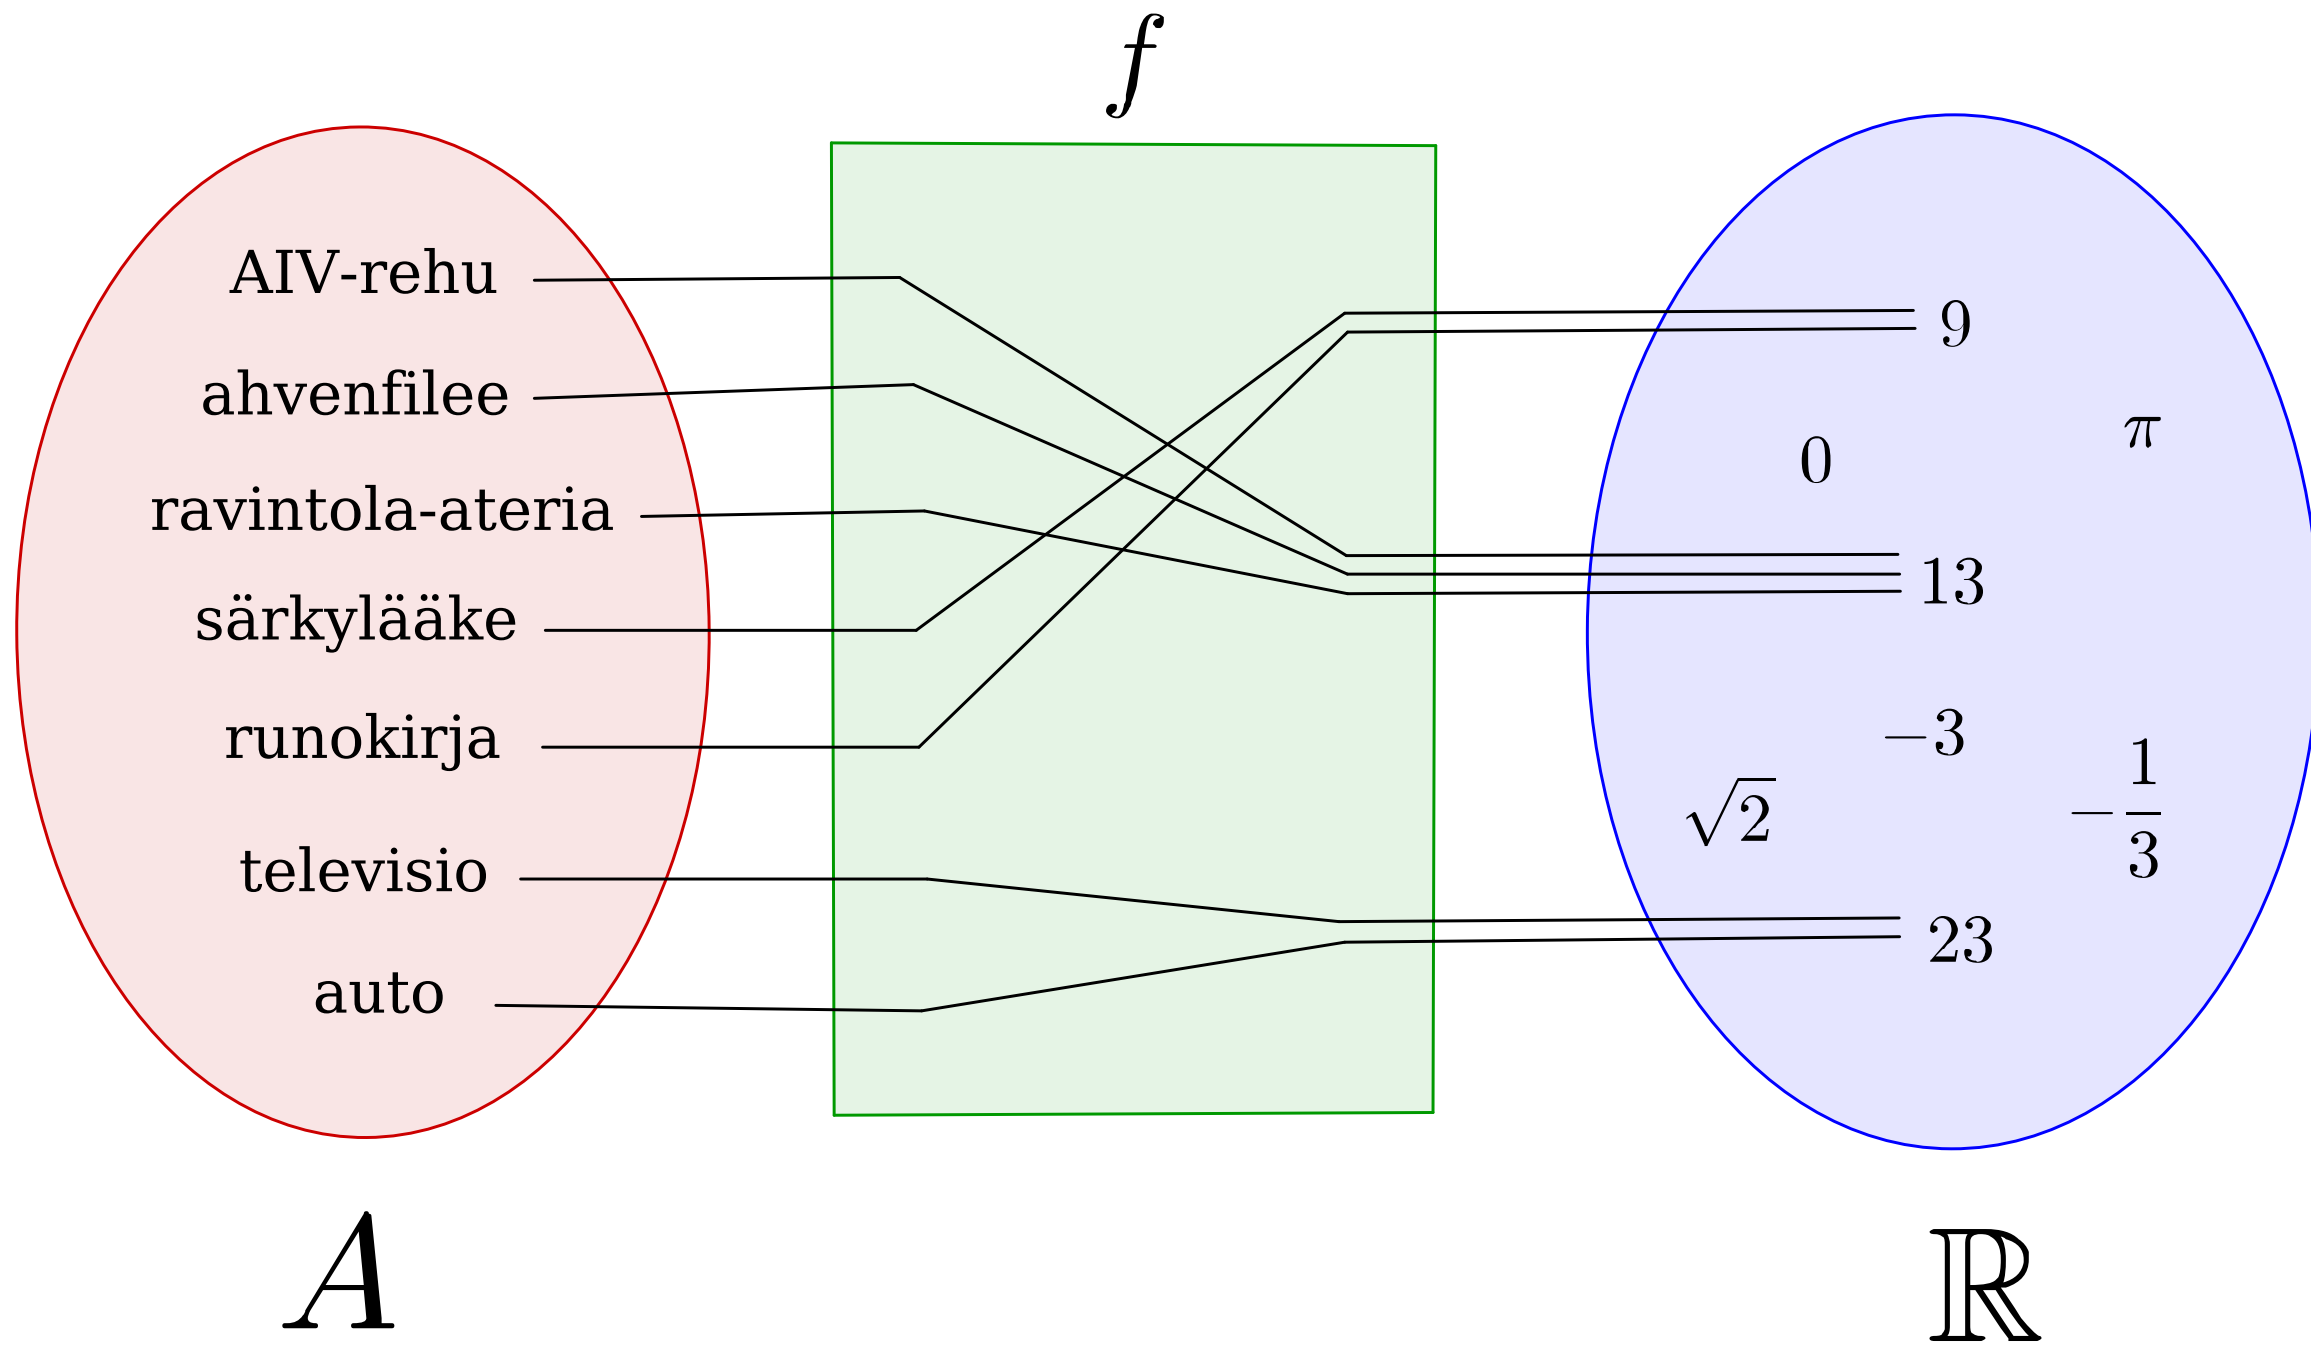 f
AIV-rehu
ahvenfilee
ravintola-ateria
särkylääke
runokirja
televisio
auto
9
π
0
13
−3
√2
−1/3
23
A
ℝ